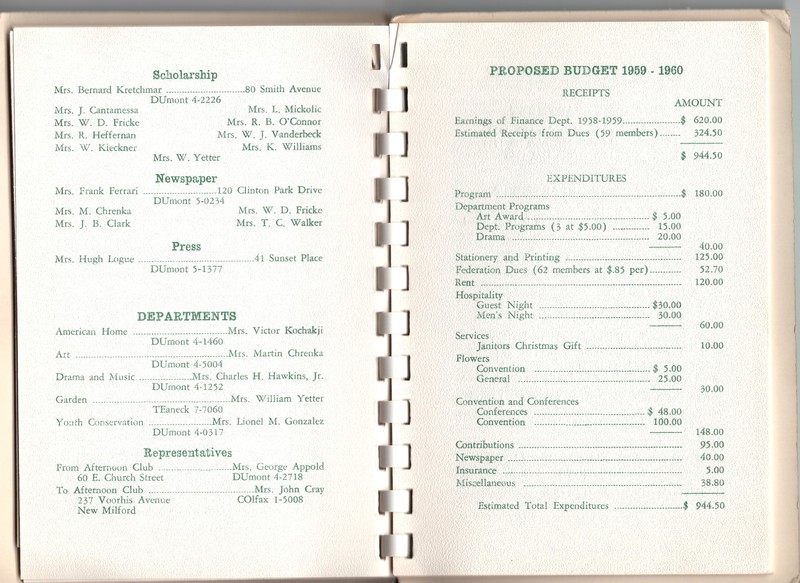 Scholarship
Mrs. Bernard Kretchmar ..........................80 Smith Avenue
DUmont 4-2226
Mrs. J. Cantamessa Mrs. L. Mickolic
Mrs. W. D. Fricke Mrs. R. B. O'Connor
Mrs. R. Heffernan Mrs. W. J. Vanderbeck
Mrs. W. Kieckner Mrs. K. Williams
Mrs. W. Yetter
Newspaper
Mrs. Frank Ferrari ........................120 Clinton Park Drive
DUmont 5-0234
Mrs. M. Chrenka Mrs. W. D. Fricke
Mrs. J. B. Clark Mrs. T. C. Walker
Press
Mrs. Hugh Logue ....................................41 Sunset Place
DUmont 5-1377
DEPARTMENTS
American Home ..............................Mrs. Victor Kochakji
DUmont 4-1460
Art ..................................................Mrs. Martin Chrenka
DUmont 4-5004
Drama and Music ................Mrs. Charles H. Hawkins, Jr.
DUmont 4-1252
Garden ..............................................Mrs. William Yetter
TEaneck 7-7060
Youth Conservation ......................Mrs. Lionel M. Gonzalez
DUmont 4-0317
Representatives
From Afternoon Club ............................Mrs. George Appold
60 E. Church Street DUmont 4-2718
To Afternoon Club ....................................Mrs. John Cray
237 Voorhis Avenue COlfax 1-5008
New Milford
PROPOSED BUDGET 1959 - 1960
RECEIPTS
AMOUNT
Earnings of Finance Dept. 1958-1959..................$ 620.00
Estimated Receipts from Dues (59 members)....... 324.50
$ 944.50
EXPENDITURES
Program ..............................................................$ 180.00
Department Programs
Art Award ......................................$ 5.00
Dept. Programs (3 at $5.00) ............ 15.00
Drama ............................................ 20.00
40.00
Stationery and Printing .................................... 125.00
Federation Dues (62 members at $.85 per)........... 52.70
Rent .................................................................. 120.00
Hospitality
Guest Night ....................................$30.00
Men's Night .................................... 30.00
60.00
Services
Janitors Christmas Gift .............................. 10.00
Flowers
Convention ....................................$ 5.00
General .......................................... 25.00
30.00
Convention and Conferences
Conferences ....................................$ 48.00
Convention .................................... 100.00
148.00
Contributions .................................................... 95.00
Newspaper ........................................................ 40.00
Insurance .......................................................... 5.00
Miscellaneous .................................................... 38.80
Estimated Total Expenditures ........................$ 944.50